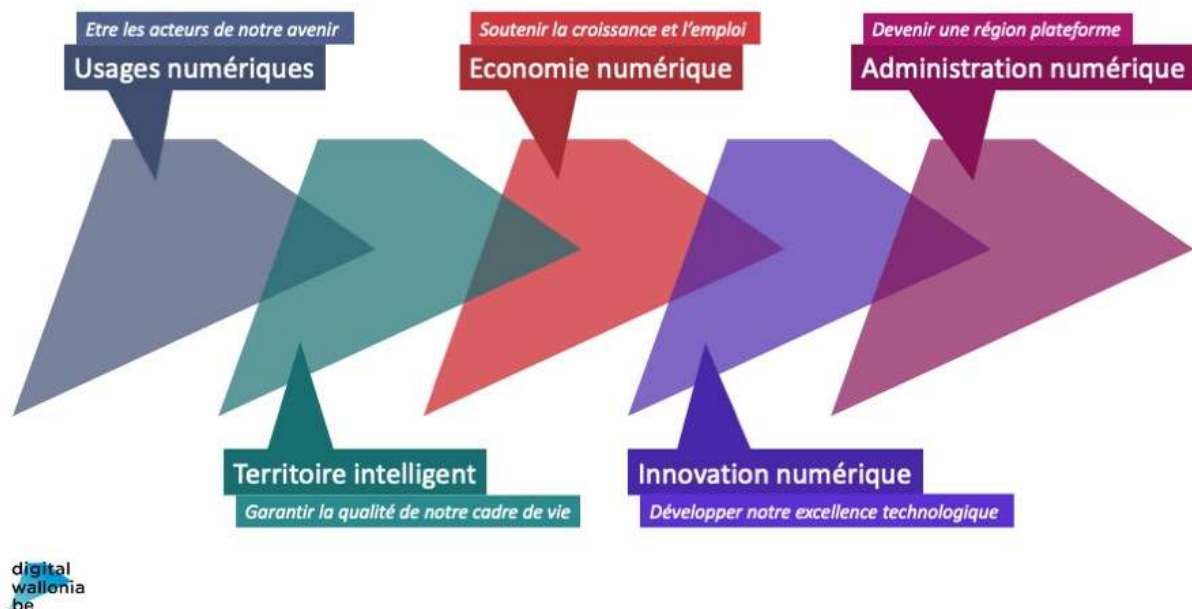 Etre les acteurs de notre avenir
Usages numériques
Soutenir la croissance et l'emploi
Economie numérique
Devenir une région plateforme
Administration numérique
Territoire intelligent
Garantir la qualité de notre cadre de vie
Innovation numérique
Développer notre excellence technologique
digital
wallonia
be